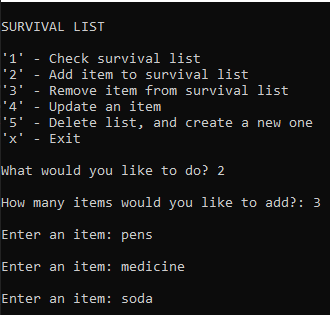 SURVIVAL LIST
'1' - Check survival list
'2' - Add item to survival list
'3' - Remove item from survival list
'4' - Update an item
'5' - Delete list, and create a new one
'x' - Exit
What would you like to do? 2
How many items would you like to add?: 3
Enter an item: pens
Enter an item: medicine
Enter an item: soda